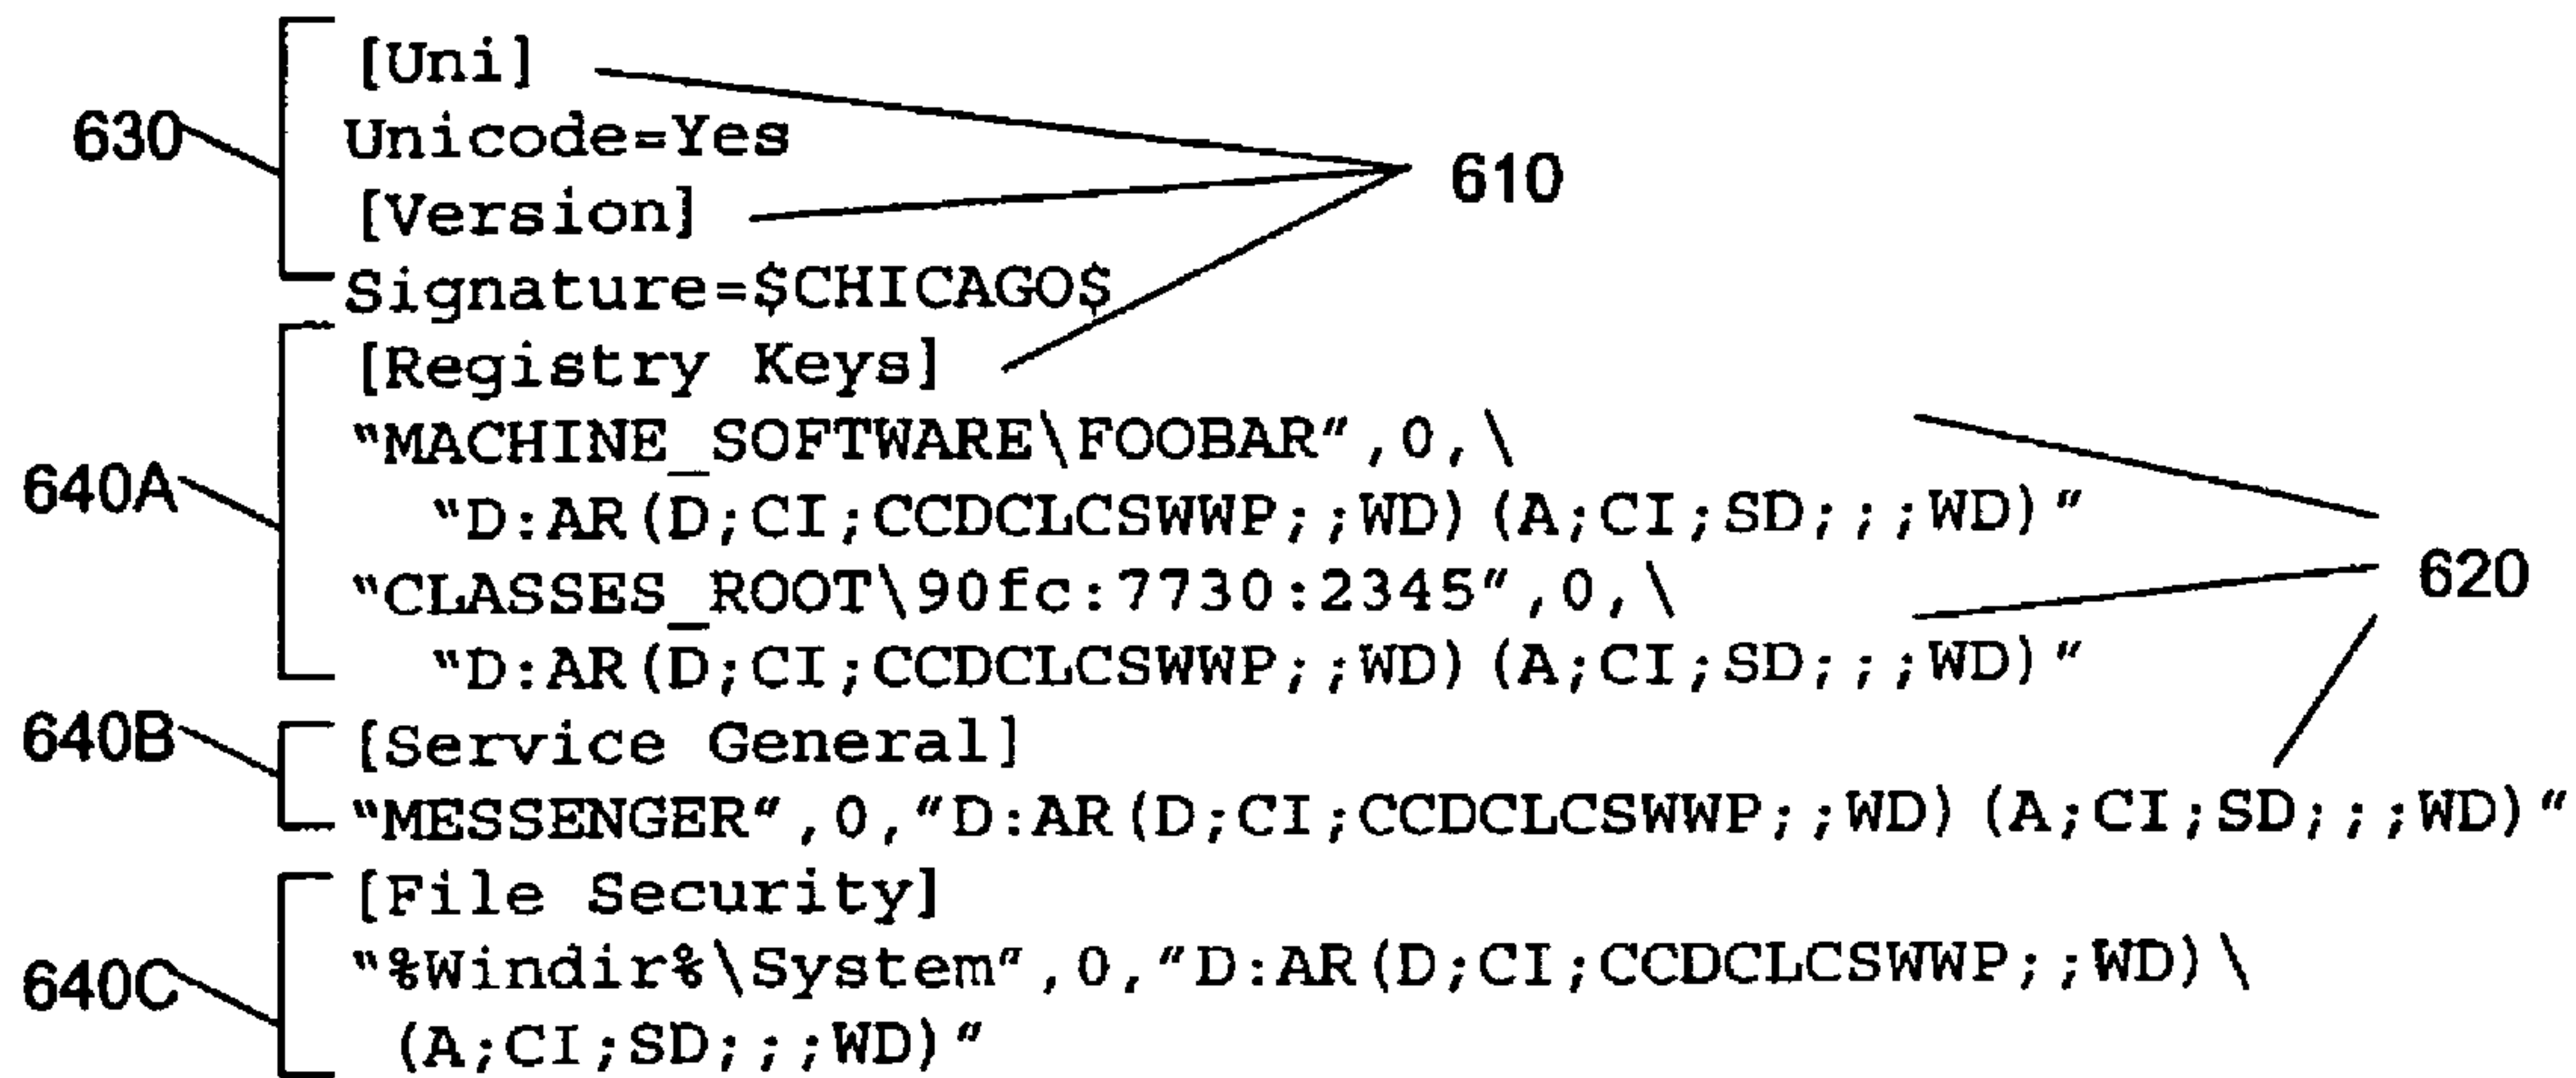 [Uni]
630
Unicode=Yes
610
[Version]
Signature=$CHICAGO$
[Registry Keys]
“MACHINE_SOFTWARE\FOOBAR”,0,\
640A
“D:AR(D;CI;CCDCLCSWWP;;WD)(A;CI;SD;;;WD)”
“CLASSES_ROOT\90fc:7730:2345”,0,\
620
“D:AR(D;CI;CCDCLCSWWP;;WD)(A;CI;SD;;;WD)”
640B
[Service General]
“MESSENGER”,0,”D:AR(D;CI;CCDCLCSWWP;;WD)(A;CI;SD;;;WD)”
[File Security]
“%Windir%\System”,0,”D:AR(D;CI;CCDCLCSWWP;;WD)\
640C
(A;CI;SD;;;WD)”